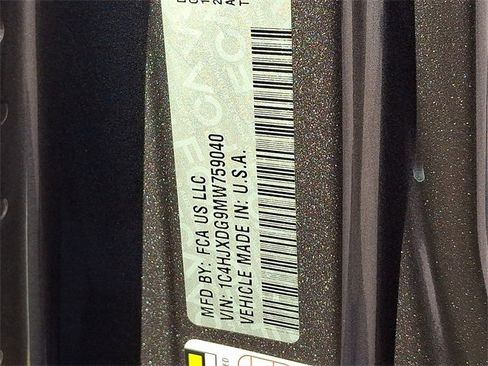 MFD BY: FCA US LLC
VIN: 1C4HJXDG9MW759040
VEHICLE MADE IN: U.S.A.